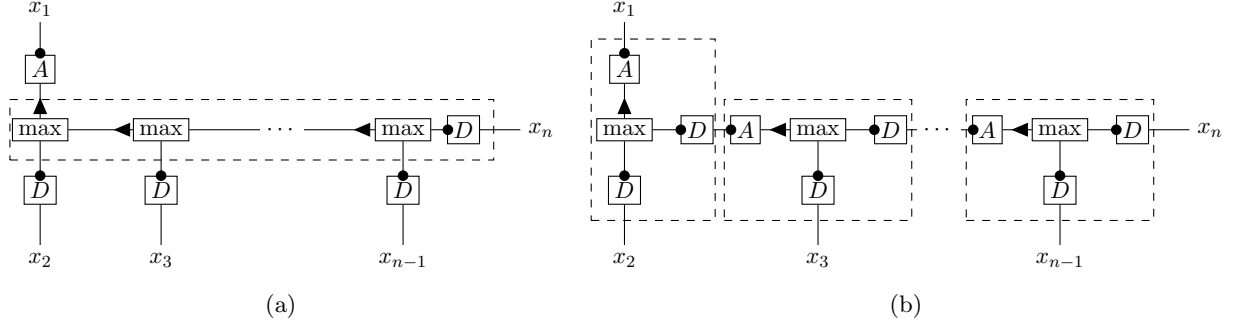 x₁ x₁
A A
max max ⋯ max D xₙ max D A max D ⋯ A max D xₙ
D D D D D D
x₂ x₃ xₙ₋₁ x₂ x₃ xₙ₋₁
(a) (b)